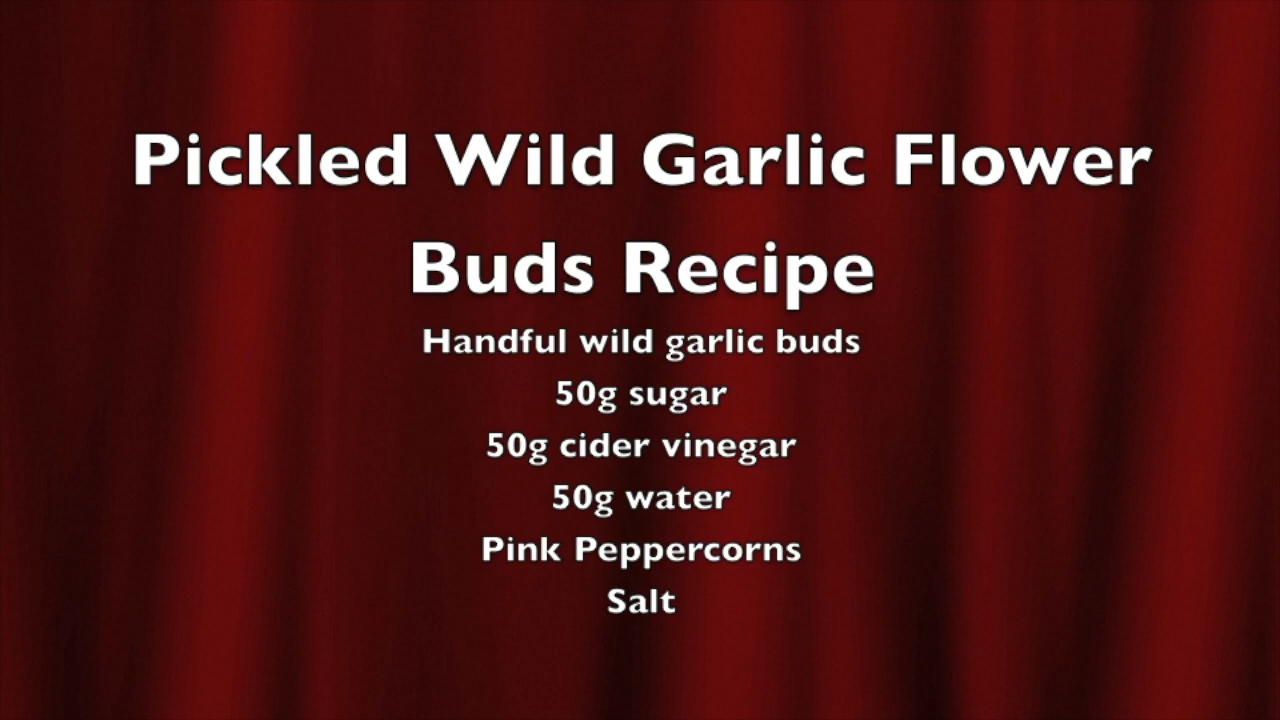 Pickled Wild Garlic Flower
Buds Recipe
Handful wild garlic buds
50g sugar
50g cider vinegar
50g water
Pink Peppercorns
Salt